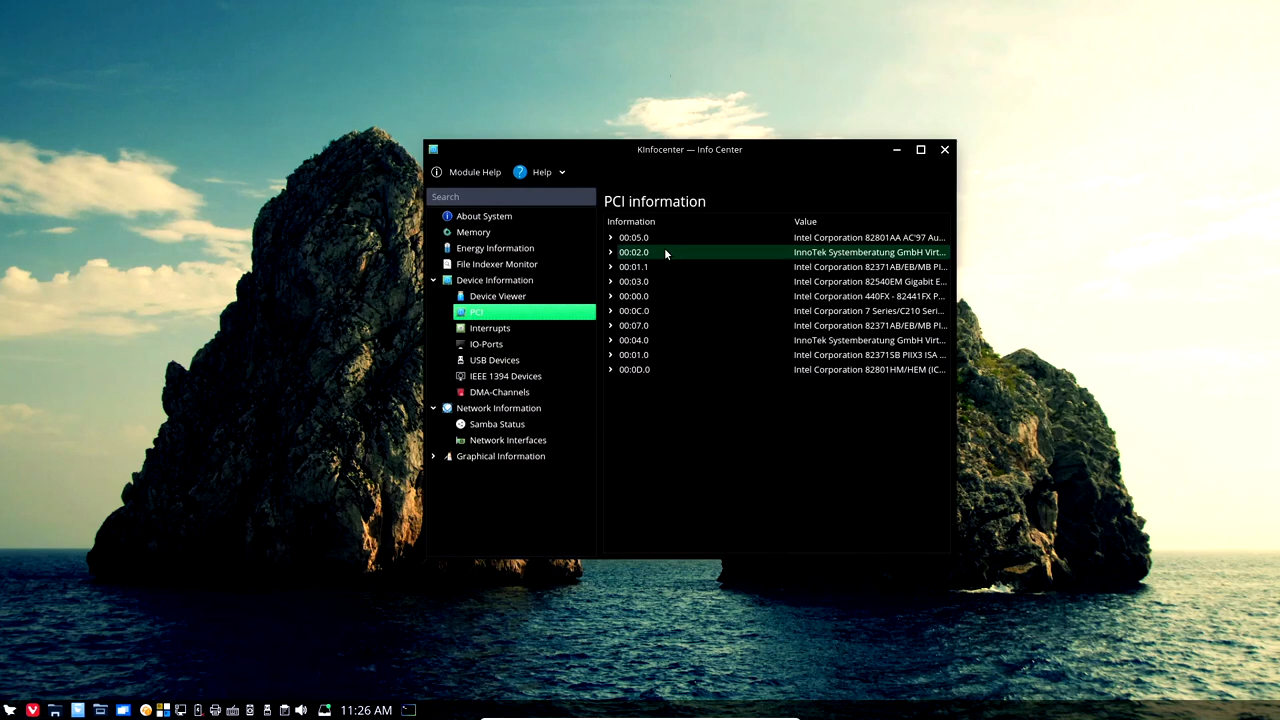 KInfocenter — Info Center
Module Help
Help
Search
PCI information
Information Value
About System
Memory
Energy Information
File Indexer Monitor
Device Information
Device Viewer
PCI
Interrupts
IO-Ports
USB Devices
IEEE 1394 Devices
DMA-Channels
Network Information
Samba Status
Network Interfaces
Graphical Information
00:05.0 Intel Corporation 82801AA AC'97 Au...
00:02.0 InnoTek Systemberatung GmbH Virt...
00:01.1 Intel Corporation 82371AB/EB/MB PI...
00:03.0 Intel Corporation 82540EM Gigabit E...
00:00.0 Intel Corporation 440FX - 82441FX P...
00:0C.0 Intel Corporation 7 Series/C210 Seri...
00:07.0 Intel Corporation 82371AB/EB/MB PI...
00:04.0 InnoTek Systemberatung GmbH Virt...
00:01.0 Intel Corporation 82371SB PIIX3 ISA ...
00:0D.0 Intel Corporation 82801HM/HEM (IC...
11:26 AM